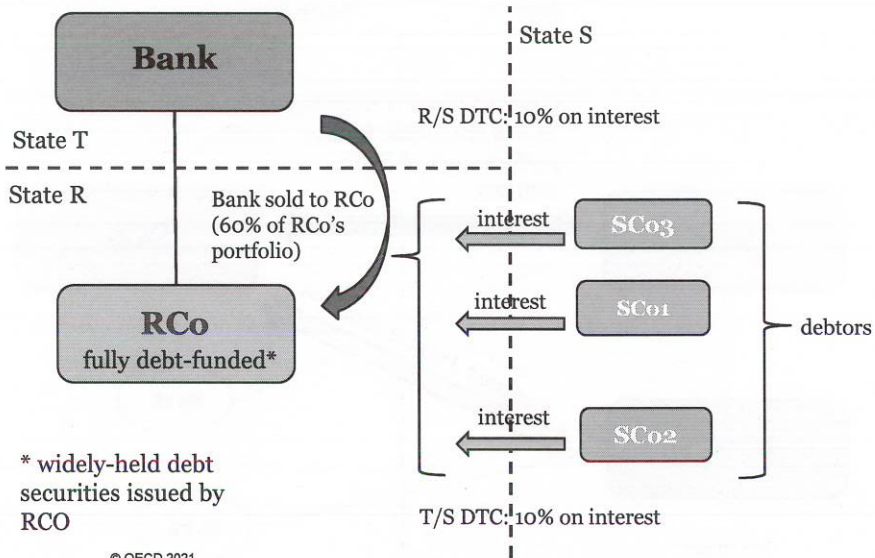 State S
Bank
R/S DTC: 10% on interest
State T
State R
Bank sold to RCo
(60% of RCo's
portfolio)
interest
SCo3
RCo
fully debt-funded*
interest
SCo1
debtors
interest
SCo2
* widely-held debt
securities issued by
RCO
T/S DTC: 10% on interest
© OECD 2021